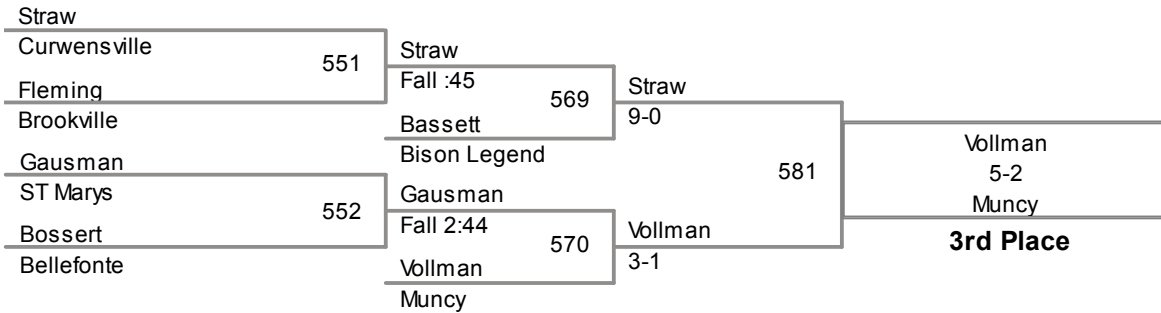 Straw
Curwensville
551
Fleming
Brookville
Gausman
ST Marys
552
Bossert
Bellefonte
Straw
Fall :45
569
Bassett
Bison Legend
Gausman
Fall 2:44
570
Vollman
Muncy
Straw
9-0
581
Vollman
3-1
Vollman
5-2
Muncy
3rd Place